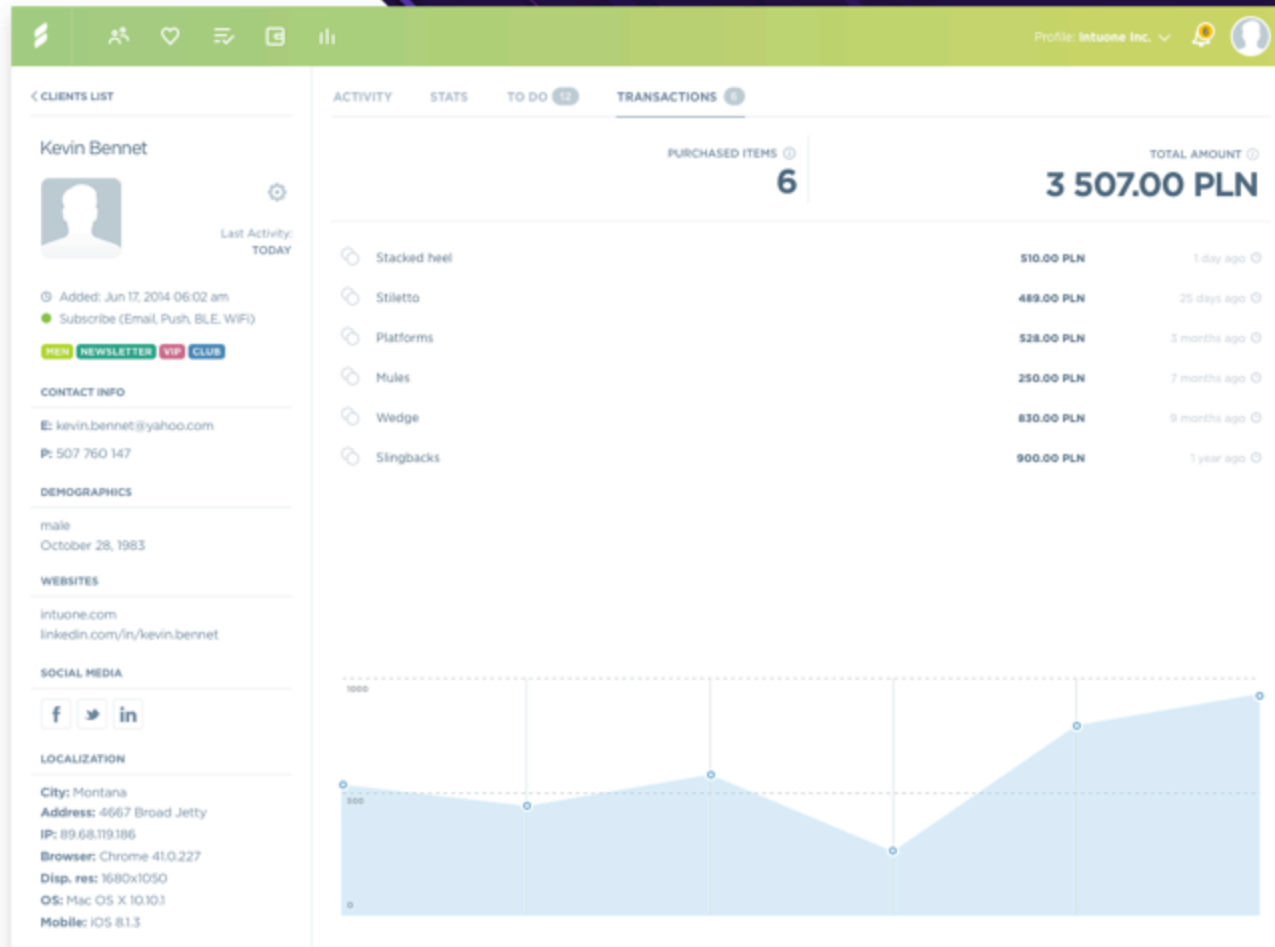 Profile: Intuone Inc.
6
CLIENTS LIST
Kevin Bennet
Last Activity:
TODAY
Added: Jun 17, 2014 06:02 am
Subscribe (Email, Push, BLE, WiFi)
MEN NEWSLETTER VIP CLUB
CONTACT INFO
E: kevin.bennet@yahoo.com
P: 507 760 147
DEMOGRAPHICS
male
October 28, 1983
WEBSITES
intuone.com
linkedin.com/in/kevin.bennet
SOCIAL MEDIA
f in
LOCALIZATION
City: Montana
Address: 4667 Broad Jetty
IP: 89.68.119.186
Browser: Chrome 41.0.227
Disp. res: 1680x1050
OS: Mac OS X 10.10.1
Mobile: iOS 8.1.3
ACTIVITY STATS TO DO 12 TRANSACTIONS 6
PURCHASED ITEMS
6
TOTAL AMOUNT
3 507.00 PLN
Stacked heel 510.00 PLN 1 day ago
Stiletto 489.00 PLN 25 days ago
Platforms 528.00 PLN 3 months ago
Mules 250.00 PLN 7 months ago
Wedge 830.00 PLN 9 months ago
Slingbacks 900.00 PLN 1 year ago
1000
500
0